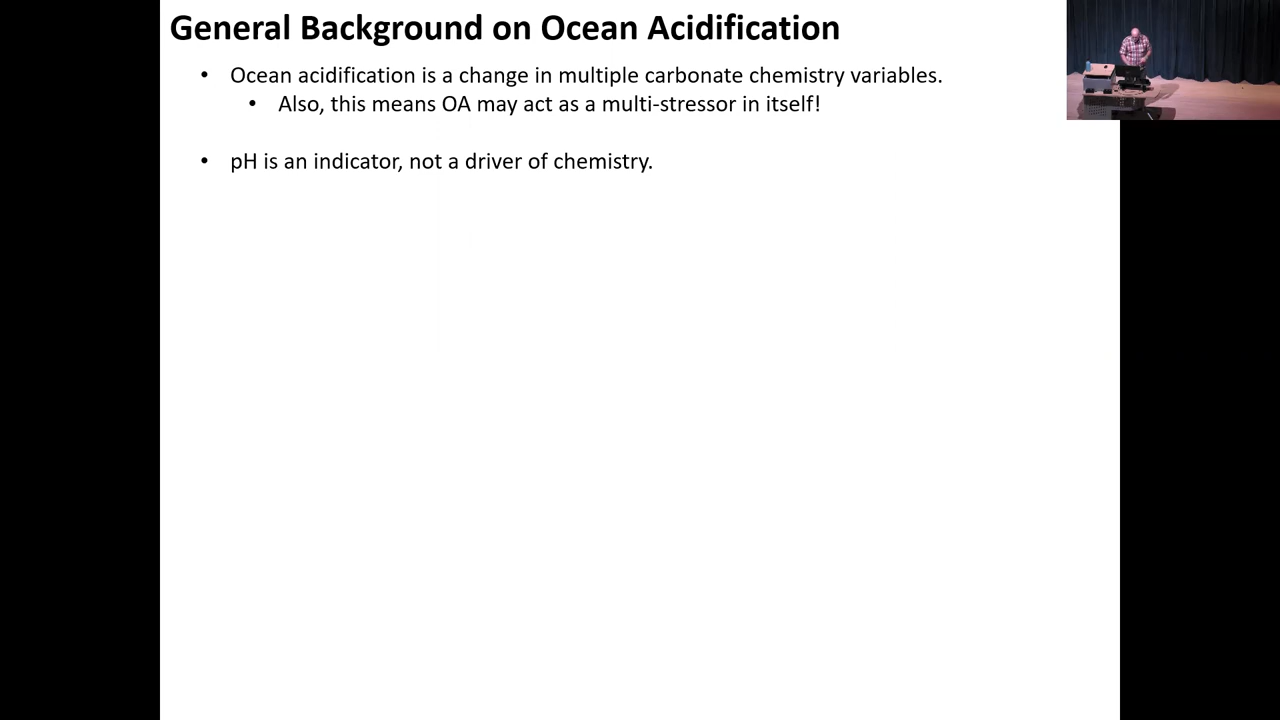 General Background on Ocean Acidification
• Ocean acidification is a change in multiple carbonate chemistry variables.
• Also, this means OA may act as a multi-stressor in itself!
• pH is an indicator, not a driver of chemistry.